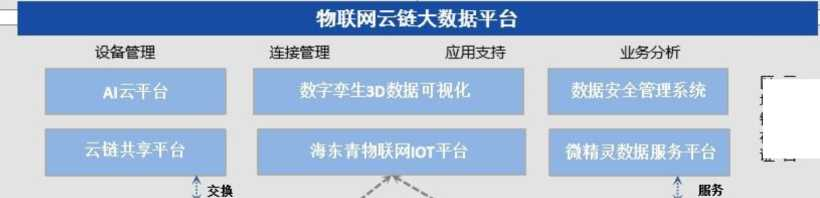 物联网云链大数据平台
设备管理 连接管理 应用支持 业务分析
AI云平台 数字孪生3D数据可视化 数据安全管理系统
云链共享平台 海东青物联网IOT平台 微精灵数据服务平台
交换 服务